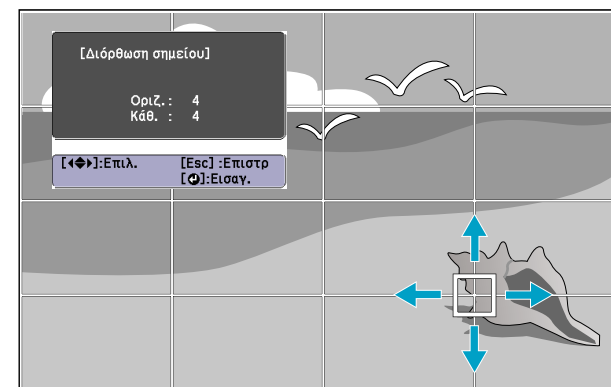 [Διόρθωση σημείου]
Οριζ.: 4
Κάθ. : 4
[◀◆▶]:Επιλ. [Esc] :Επιστρ
[⏎]:Εισαγ.